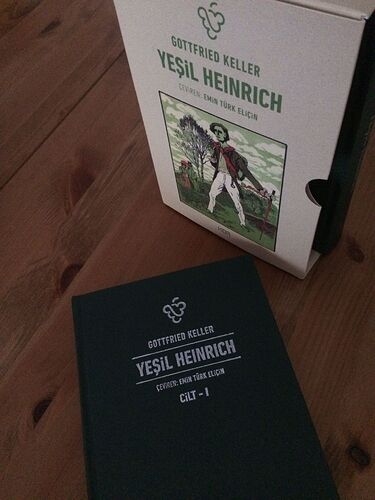 GOTTFRIED KELLER
YEŞİL HEINRICH
ÇEVİREN: EMİN TÜRK ELİÇİN
GOTTFRIED KELLER
YEŞİL HEINRICH
ÇEVİREN: EMİN TÜRK ELİÇİN
CİLT - I